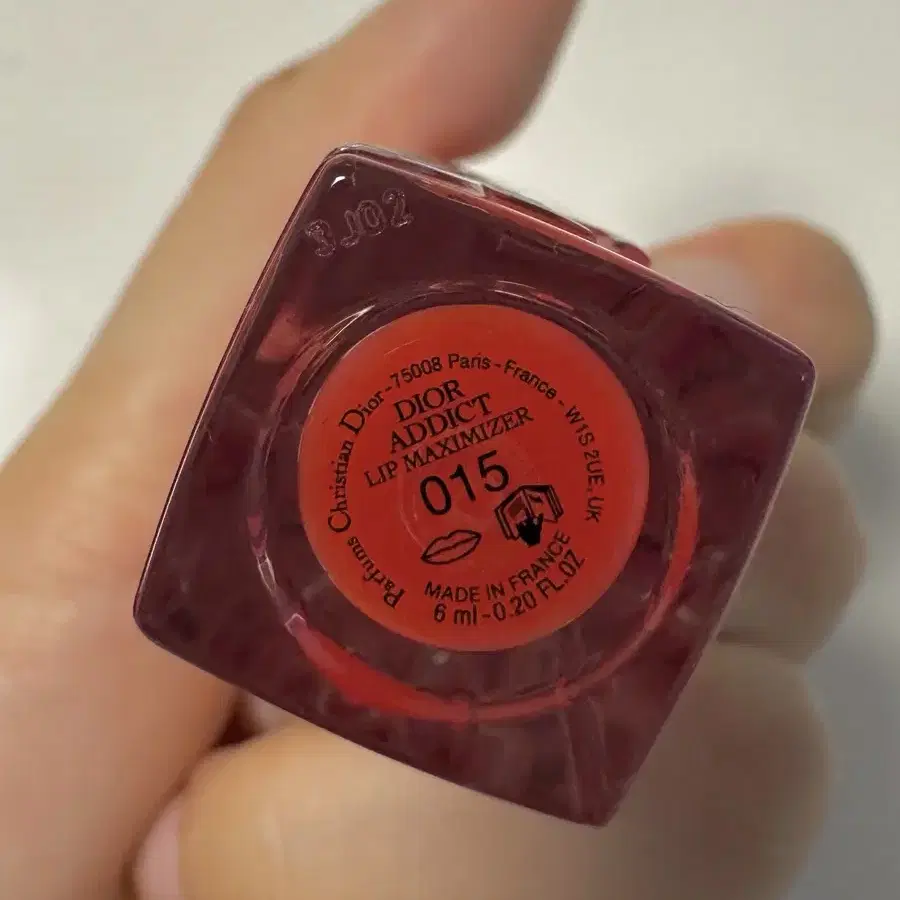 Parfums Christian Dior-75008 Paris-France-W1S 2UE.UK
DIOR
ADDICT
LIP MAXIMIZER
015
MADE IN FRANCE
6 ml-0.20 FL.OZ